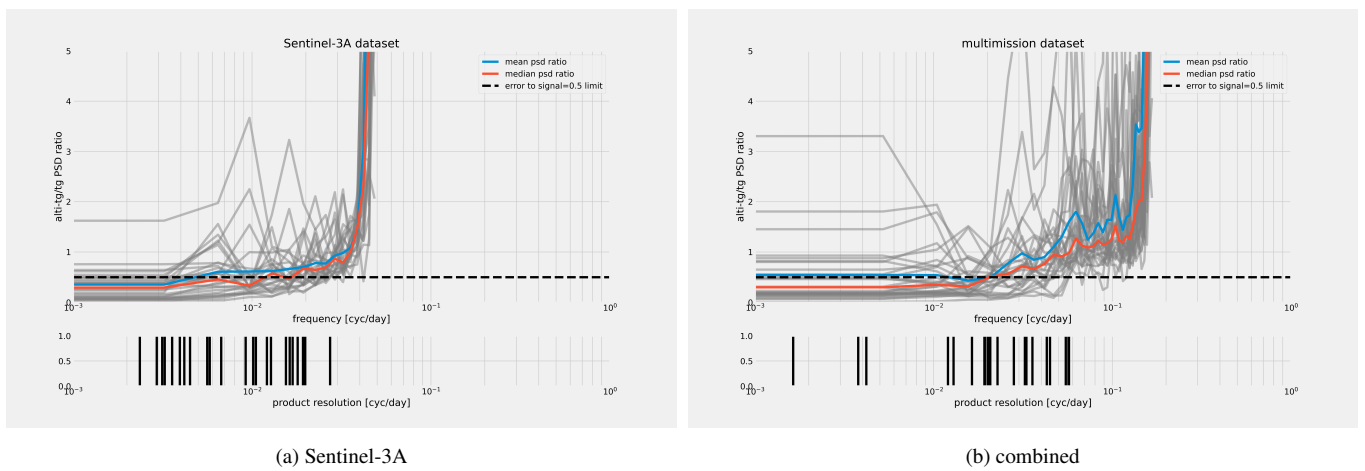 Sentinel-3A dataset
5
4
3
2
1
0
alti-tg/tg PSD ratio
mean psd ratio
median psd ratio
error to signal=0.5 limit
10⁻³ 10⁻² 10⁻¹ 10⁰
frequency [cyc/day]
1.0
0.5
0.0
10⁻³ 10⁻² 10⁻¹ 10⁰
product resolution [cyc/day]
(a) Sentinel-3A
multimission dataset
5
4
3
2
1
0
alti-tg/tg PSD ratio
mean psd ratio
median psd ratio
error to signal=0.5 limit
10⁻³ 10⁻² 10⁻¹ 10⁰
frequency [cyc/day]
1.0
0.5
0.0
10⁻³ 10⁻² 10⁻¹ 10⁰
product resolution [cyc/day]
(b) combined